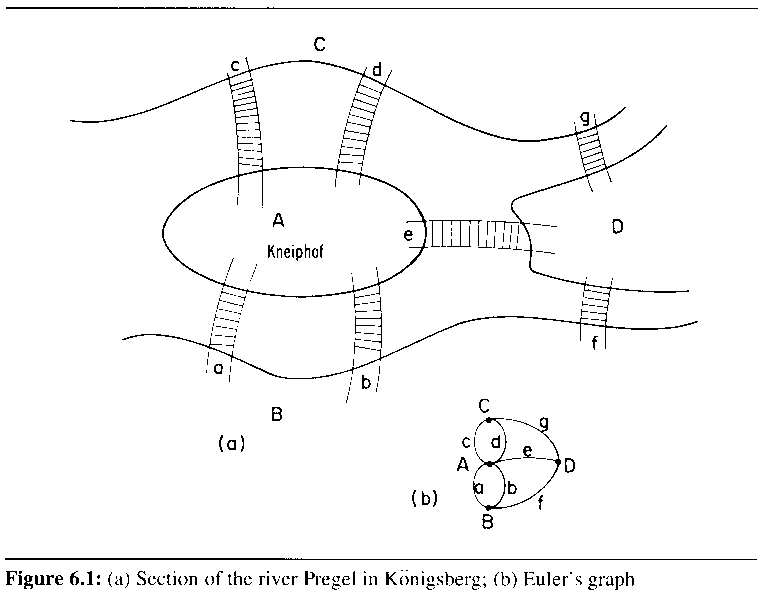 C
c
d
g
A
Kneiphof
e
D
a
b
f
B
(a)
C
g
c
d
e
A
D
a
b
f
(b)
B
Figure 6.1: (a) Section of the river Pregel in Königsberg; (b) Euler's graph